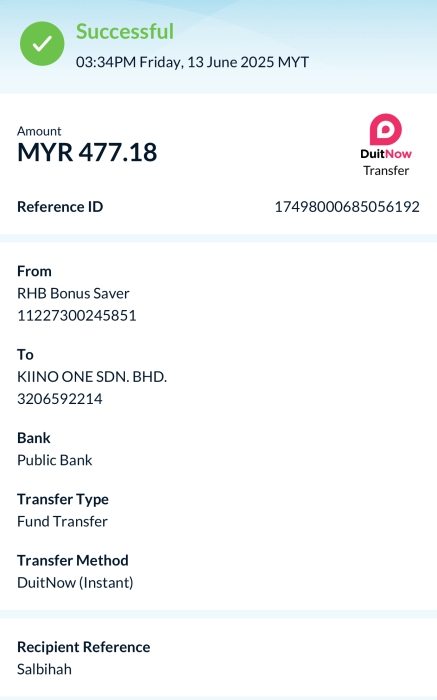 Successful
03:34PM Friday, 13 June 2025 MYT
Amount
MYR 477.18
DuitNow
Transfer
Reference ID
17498000685056192
From
RHB Bonus Saver
11227300245851
To
KIINO ONE SDN. BHD.
3206592214
Bank
Public Bank
Transfer Type
Fund Transfer
Transfer Method
DuitNow (Instant)
Recipient Reference
Salbihah